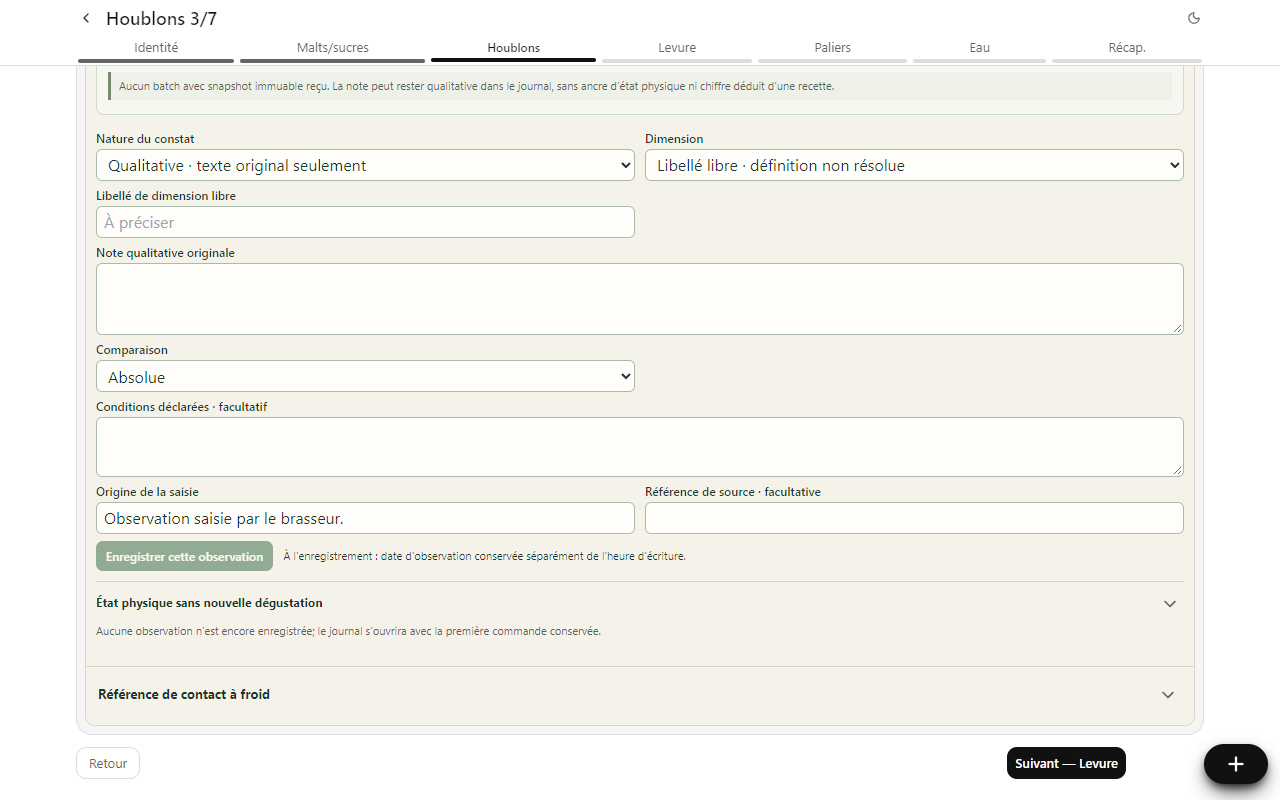 Houblons 3/7
Identité
Malts/sucres
Houblons
Levure
Paliers
Eau
Récap.
Aucun batch avec snapshot immuable reçu. La note peut rester qualitative dans le journal, sans ancre d'état physique ni chiffre déduit d'une recette.
Nature du constat
Dimension
Qualitative · texte original seulement
Libellé libre · définition non résolue
Libellé de dimension libre
À préciser
Note qualitative originale
Comparaison
Absolue
Conditions déclarées · facultatif
Origine de la saisie
Référence de source · facultative
Observation saisie par le brasseur.
Enregistrer cette observation
À l'enregistrement : date d'observation conservée séparément de l'heure d'écriture.
État physique sans nouvelle dégustation
Aucune observation n'est encore enregistrée; le journal s'ouvrira avec la première commande conservée.
Référence de contact à froid
Retour
Suivant — Levure